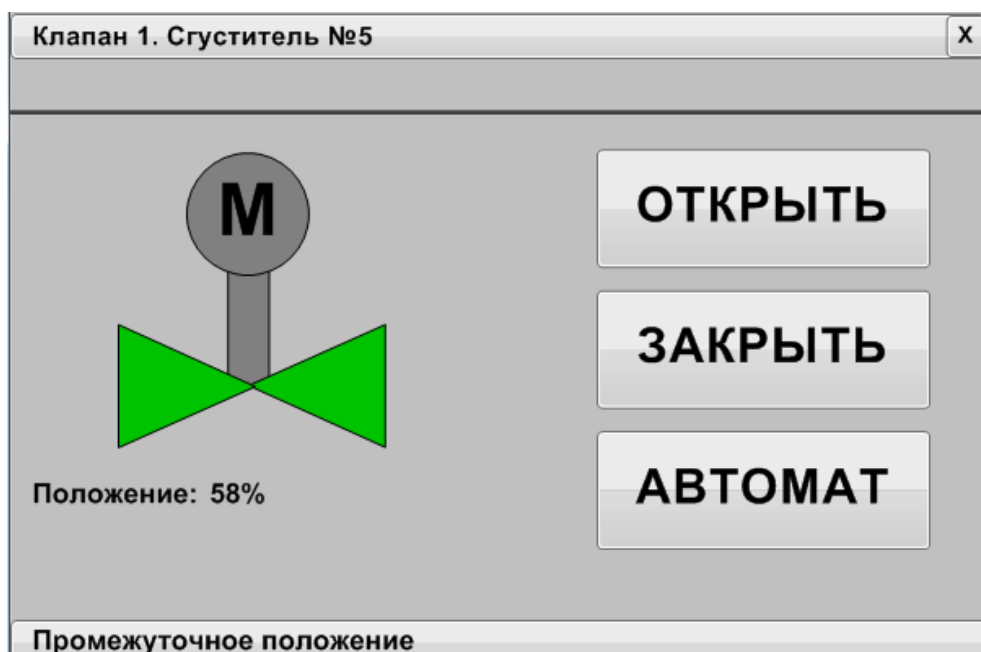 Клапан 1. Сгуститель №5
X
М
ОТКРЫТЬ
ЗАКРЫТЬ
АВТОМАТ
Положение: 58%
Промежуточное положение